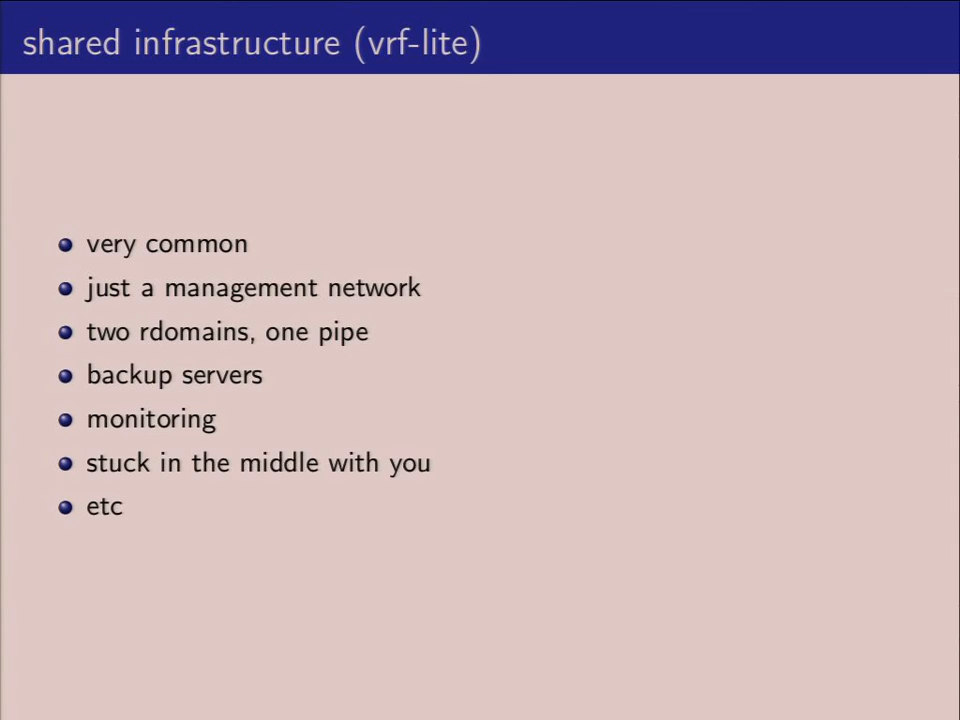 shared infrastructure (vrf-lite)
very common
just a management network
two rdomains, one pipe
backup servers
monitoring
stuck in the middle with you
etc